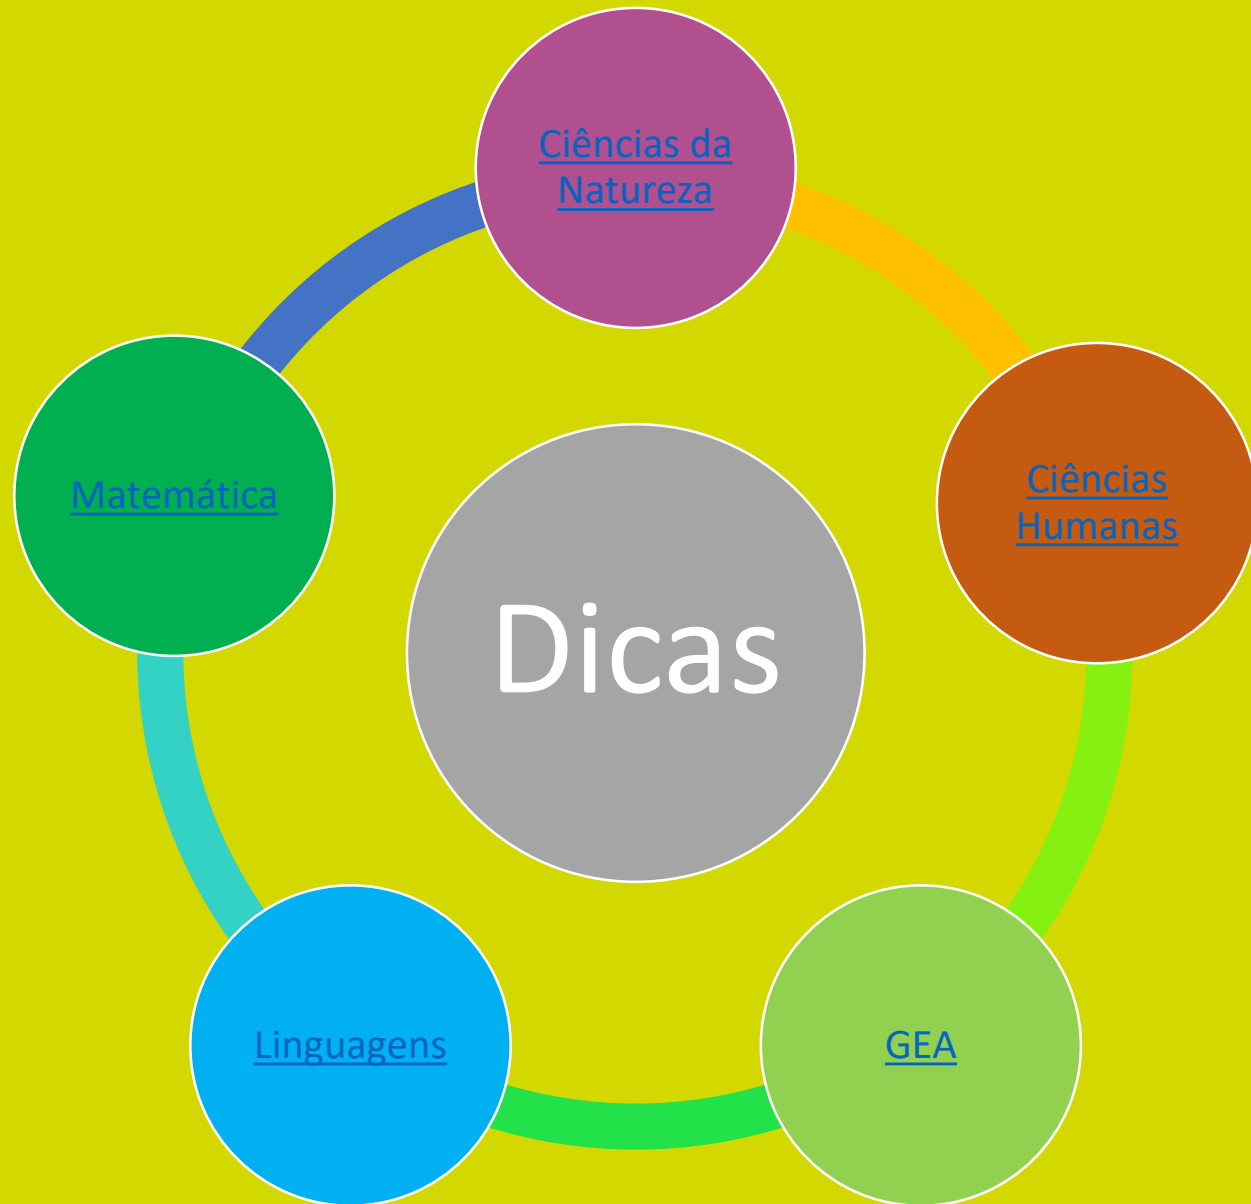 Ciências da
Natureza
Matemática
Ciências
Humanas
Dicas
Linguagens
GEA